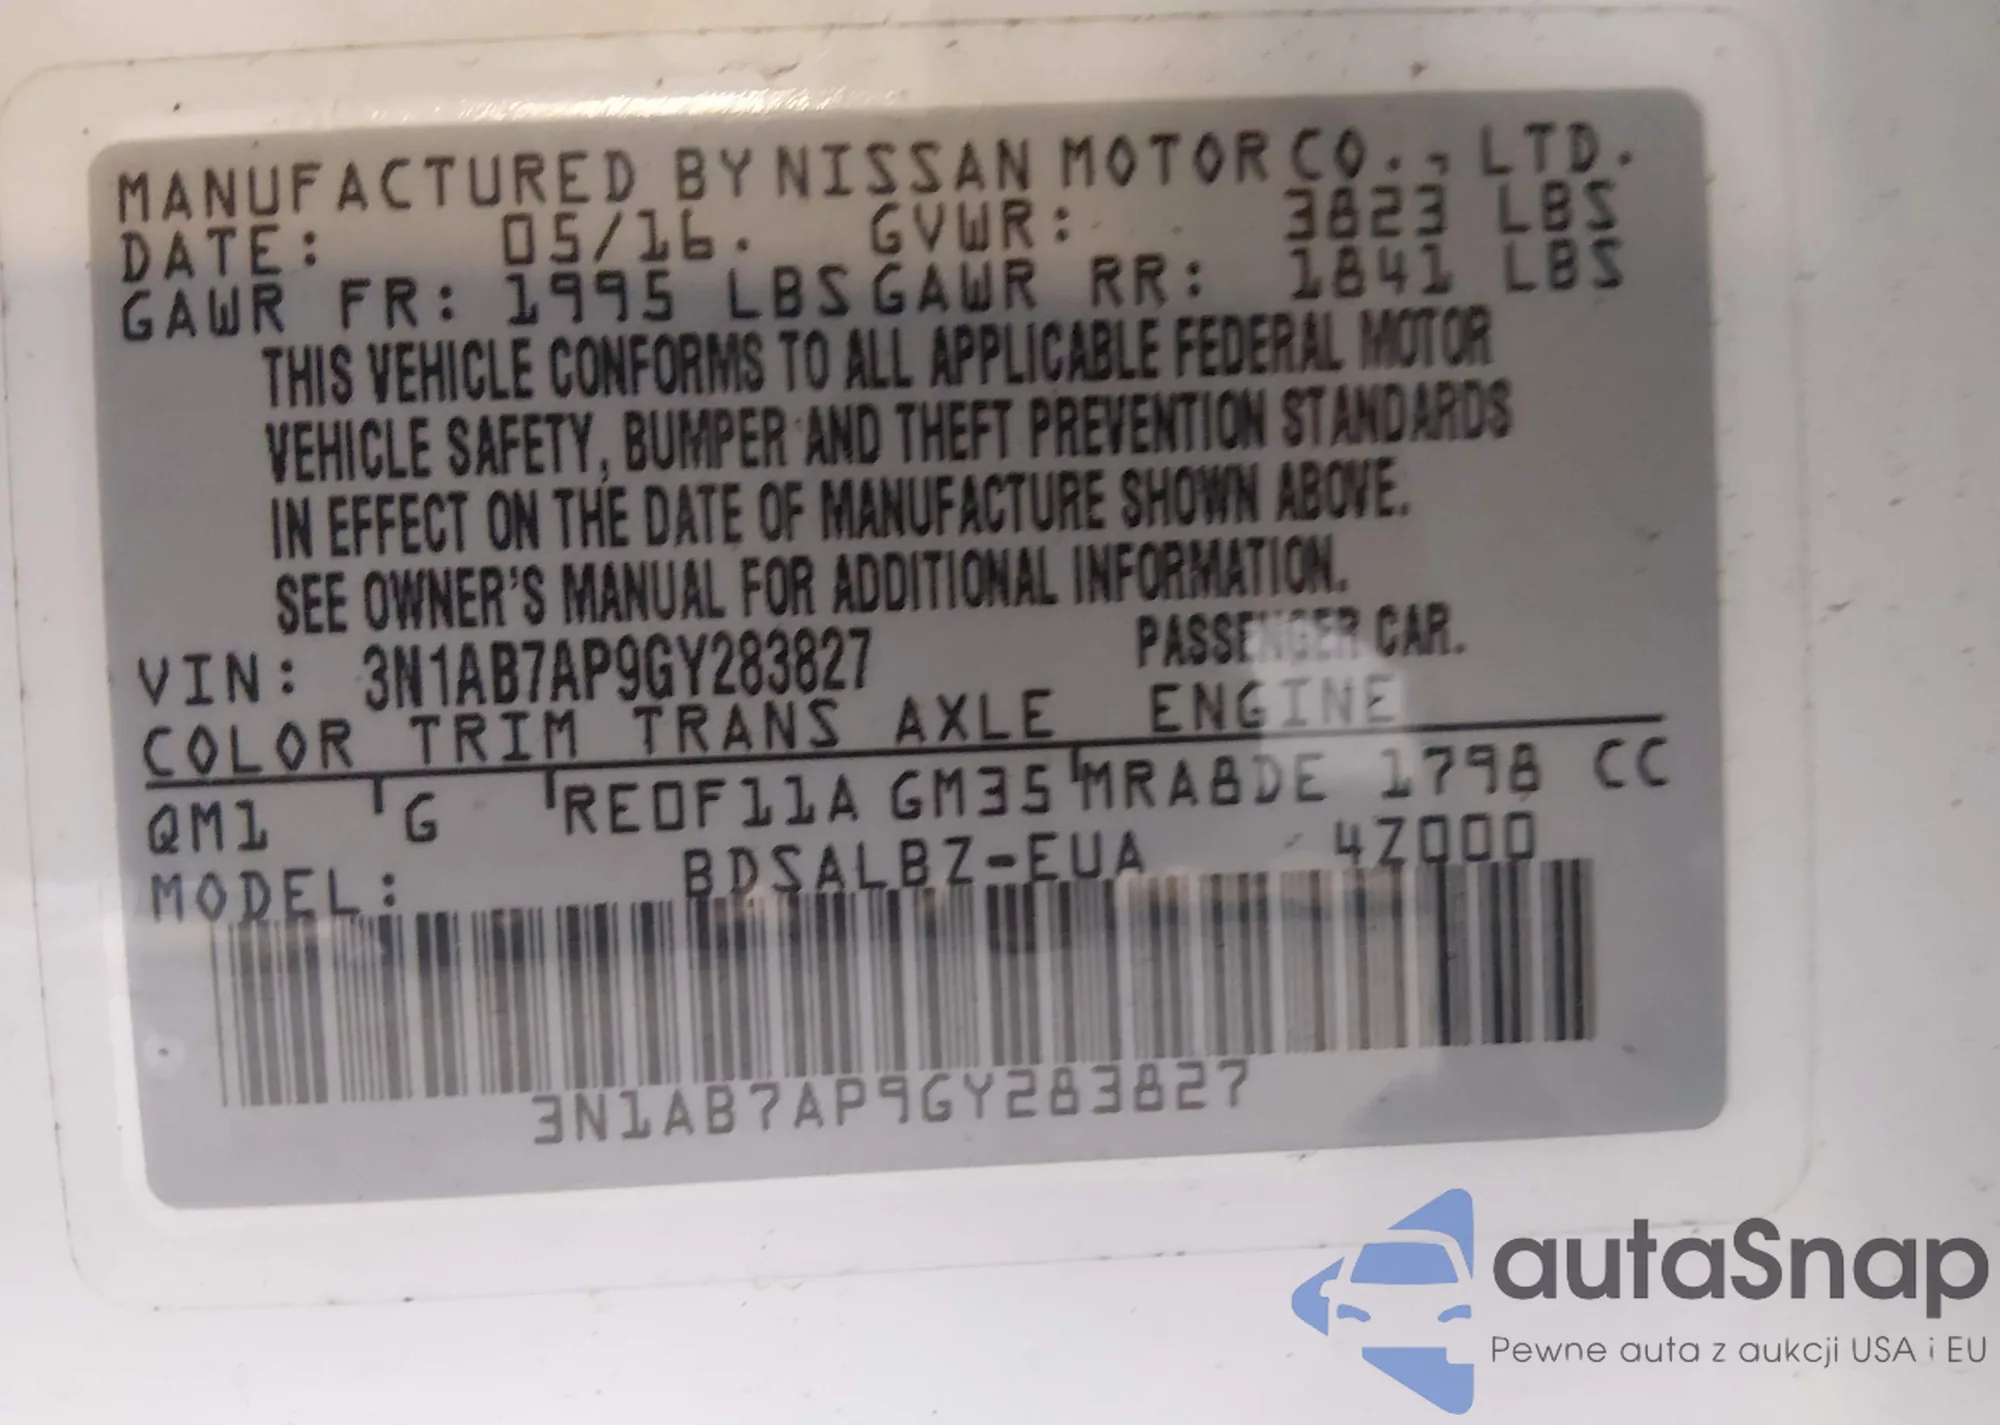 MANUFACTURED BY NISSAN MOTOR CO., LTD.
DATE: 05/16. GVWR: 3823 LBS
GAWR FR: 1995 LBS GAWR RR: 1841 LBS
THIS VEHICLE CONFORMS TO ALL APPLICABLE FEDERAL MOTOR
VEHICLE SAFETY, BUMPER AND THEFT PREVENTION STANDARDS
IN EFFECT ON THE DATE OF MANUFACTURE SHOWN ABOVE.
SEE OWNER'S MANUAL FOR ADDITIONAL INFORMATION.
VIN: 3N1AB7AP9GY283827 PASSENGER CAR.
COLOR TRIM TRANS AXLE ENGINE
QM1 G RE0F11A GM35 MRA8DE 1798 CC
MODEL: BDSALBZ-EUA 4Z000
3N1AB7AP9GY283827
autaSnap
Pewne auta z aukcji USA i EU